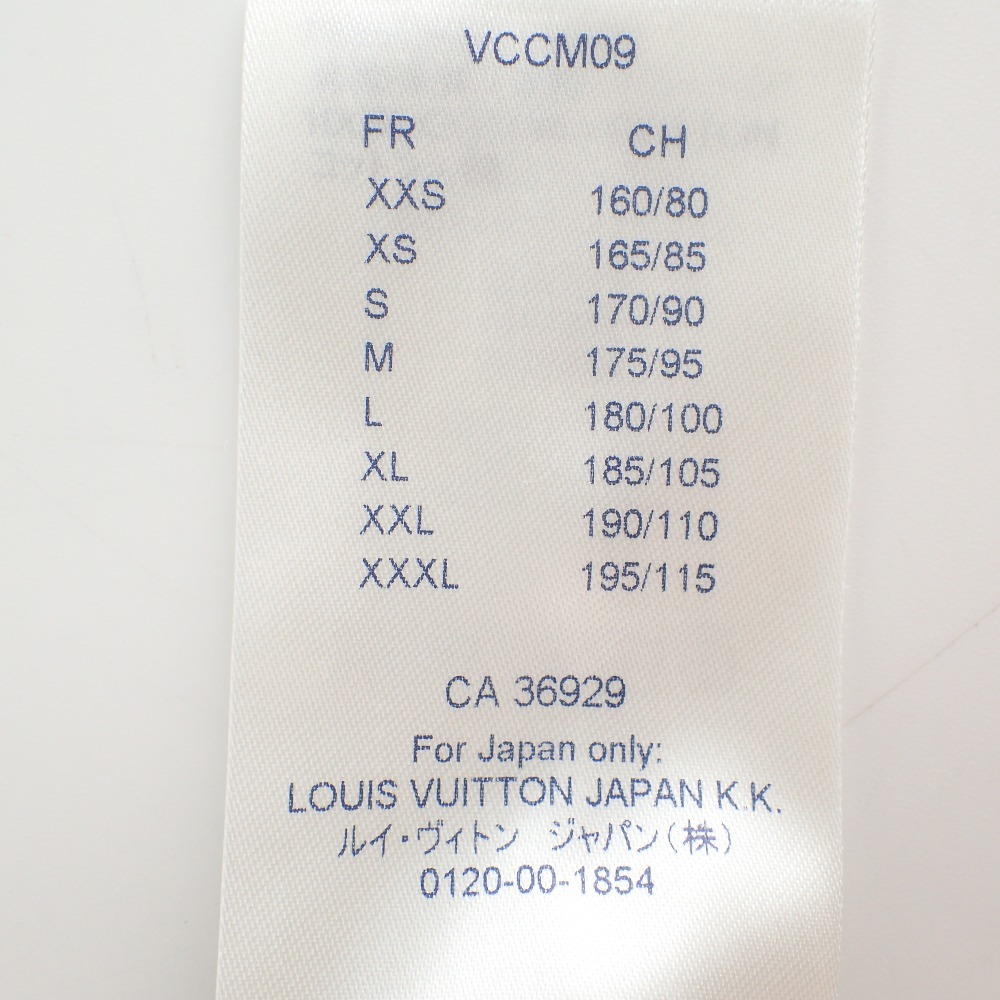 VCCM09
FR CH
XXS 160/80
XS 165/85
S 170/90
M 175/95
L 180/100
XL 185/105
XXL 190/110
XXXL 195/115
CA 36929
For Japan only:
LOUIS VUITTON JAPAN K.K.
ルイ・ヴィトン ジャパン(株)
0120-00-1854